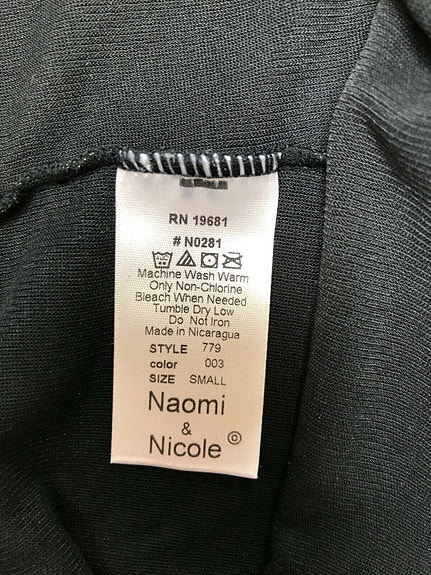 RN 19681
# N0281
Machine Wash Warm
Only Non-Chlorine
Bleach When Needed
Tumble Dry Low
Do Not Iron
Made in Nicaragua
STYLE 779
color 003
SIZE SMALL
Naomi
&
Nicole ©